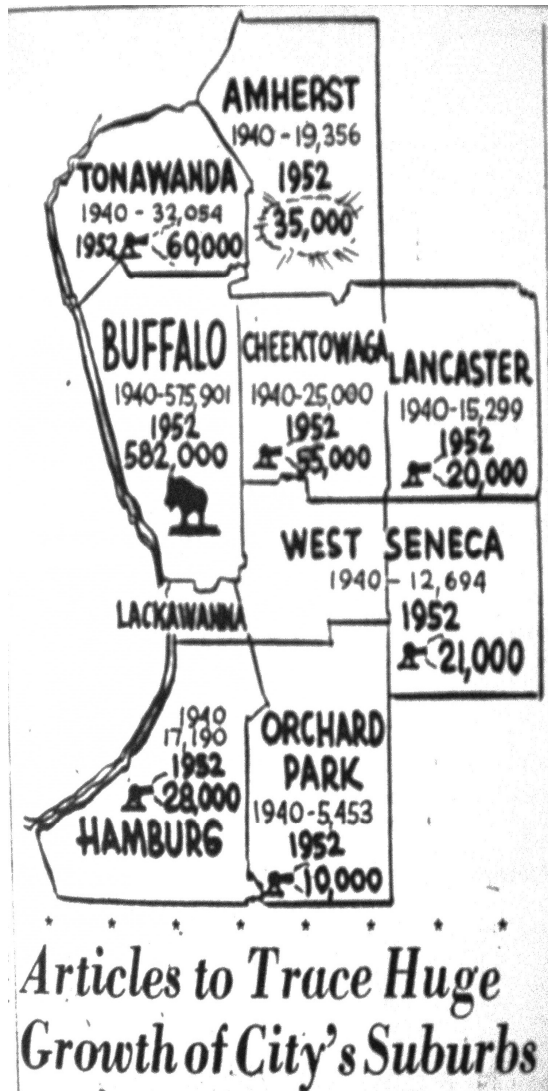 AMHERST
1940 - 19,356
1952
35,000
TONAWANDA
1940 - 32,054
1952 60,000
BUFFALO
1940-575,901
1952
582,000
CHEEKTOWAGA
1940-25,000
1952
55,000
LANCASTER
1940-15,299
1952
20,000
WEST SENECA
1940 - 12,694
1952
21,000
LACKAWANNA
1940
17,190
1952
28,000
HAMBURG
ORCHARD
PARK
1940-5,453
1952
10,000
* * * * * * * *
Articles to Trace Huge
Growth of City's Suburbs